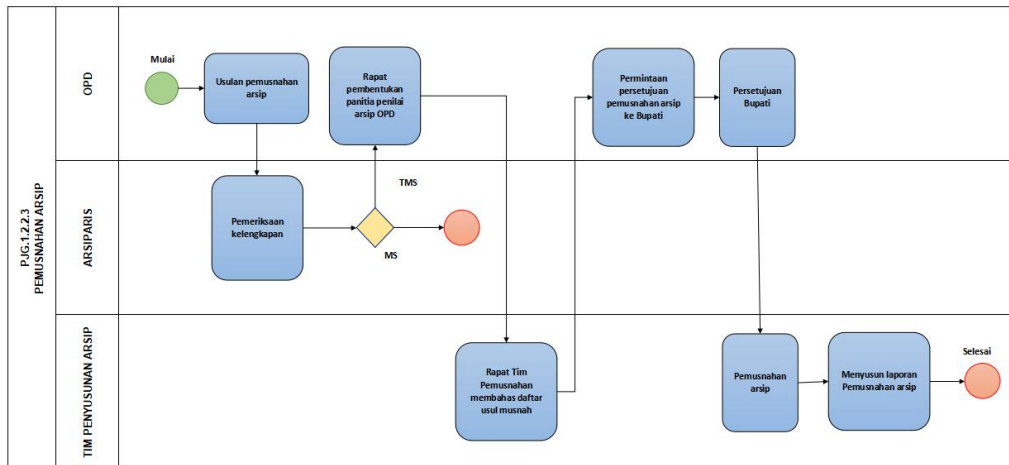 PJG.1.2.2.3
PEMUSNAHAN ARSIP
OPD
Mulai
Usulan pemusnahan
arsip
Rapat
pembentukan
panitia penilai
arsip OPD
Permintaan
persetujuan
pemusnahan arsip
ke Bupati
Persetujuan
Bupati
ARSIPARIS
Pemeriksaan
kelengkapan
TMS
MS
TIM PENYUSUNAN ARSIP
Rapat Tim
Pemusnahan
membahas daftar
usul musnah
Pemusnahan
arsip
Menyusun laporan
Pemusnahan arsip
Selesai